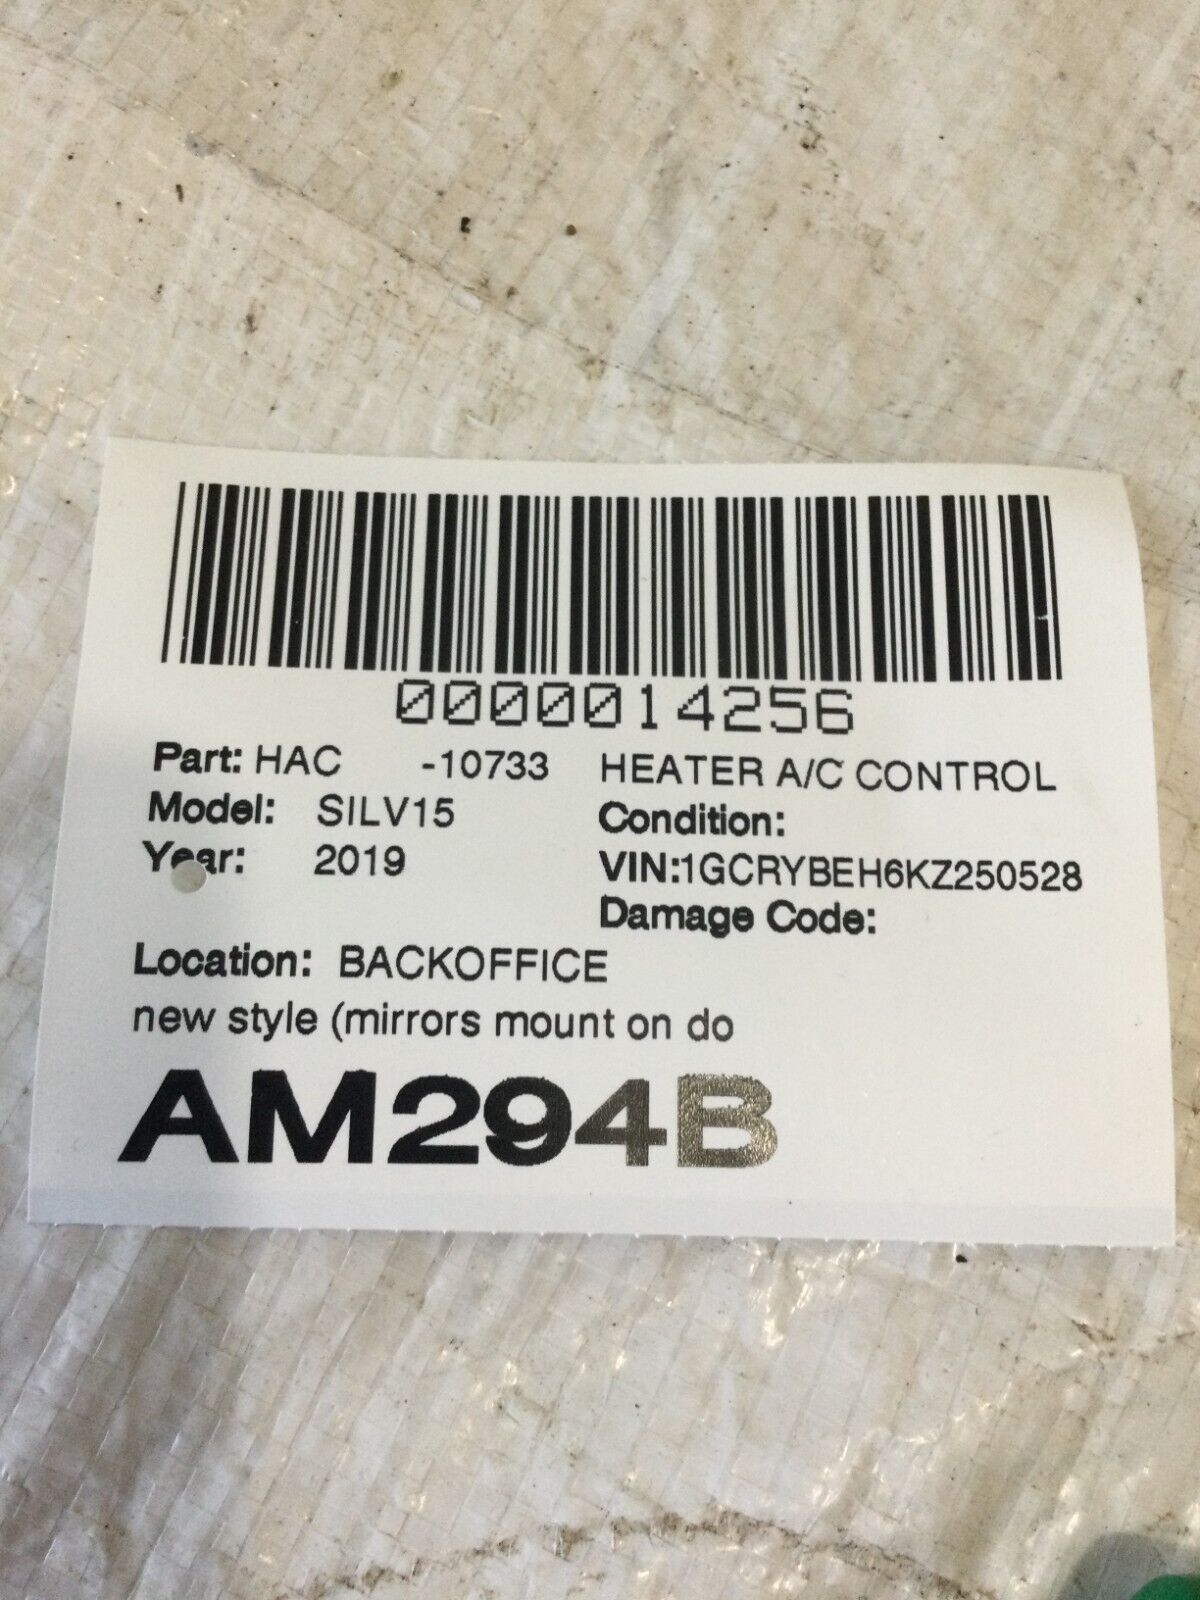 0000014256
Part: HAC -10733 HEATER A/C CONTROL
Model: SILV15 Condition:
Year: 2019 VIN:1GCRYBEH6KZ250528
Damage Code:
Location: BACKOFFICE
new style (mirrors mount on do
AM294B